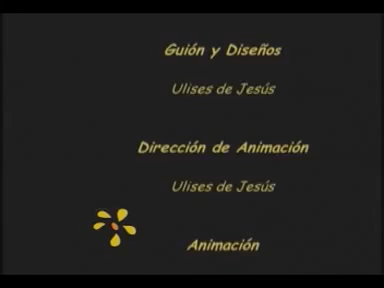 Guión y Diseños
Ulises de Jesús
Dirección de Animación
Ulises de Jesús
Animación